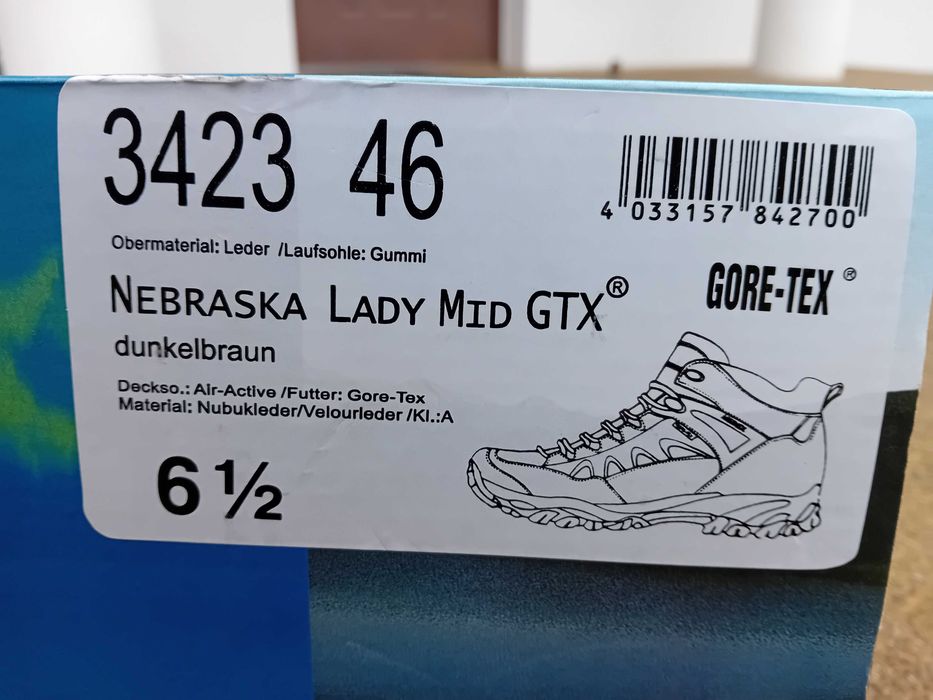 3423 46
4 033157 842700
Obermaterial: Leder /Laufsohle: Gummi
NEBRASKA LADY MID GTX®
GORE-TEX®
dunkelbraun
Deckso.: Air-Active /Futter: Gore-Tex
Material: Nubukleder/Velourleder /Kl.:A
6 ½